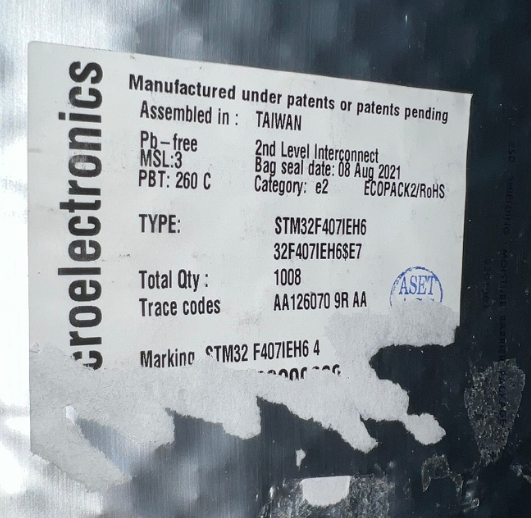 croelectronics
Manufactured under patents or patents pending
Assembled in : TAIWAN
Pb-free 2nd Level Interconnect
MSL:3 Bag seal date: 08 Aug 2021
PBT: 260 C Category: e2 ECOPACK2/RoHS
TYPE: STM32F407IEH6
32F407IEH6$E7
Total Qty : 1008
Trace codes AA126070 9R AA
ASET
Marking STM32 F407IEH6 4